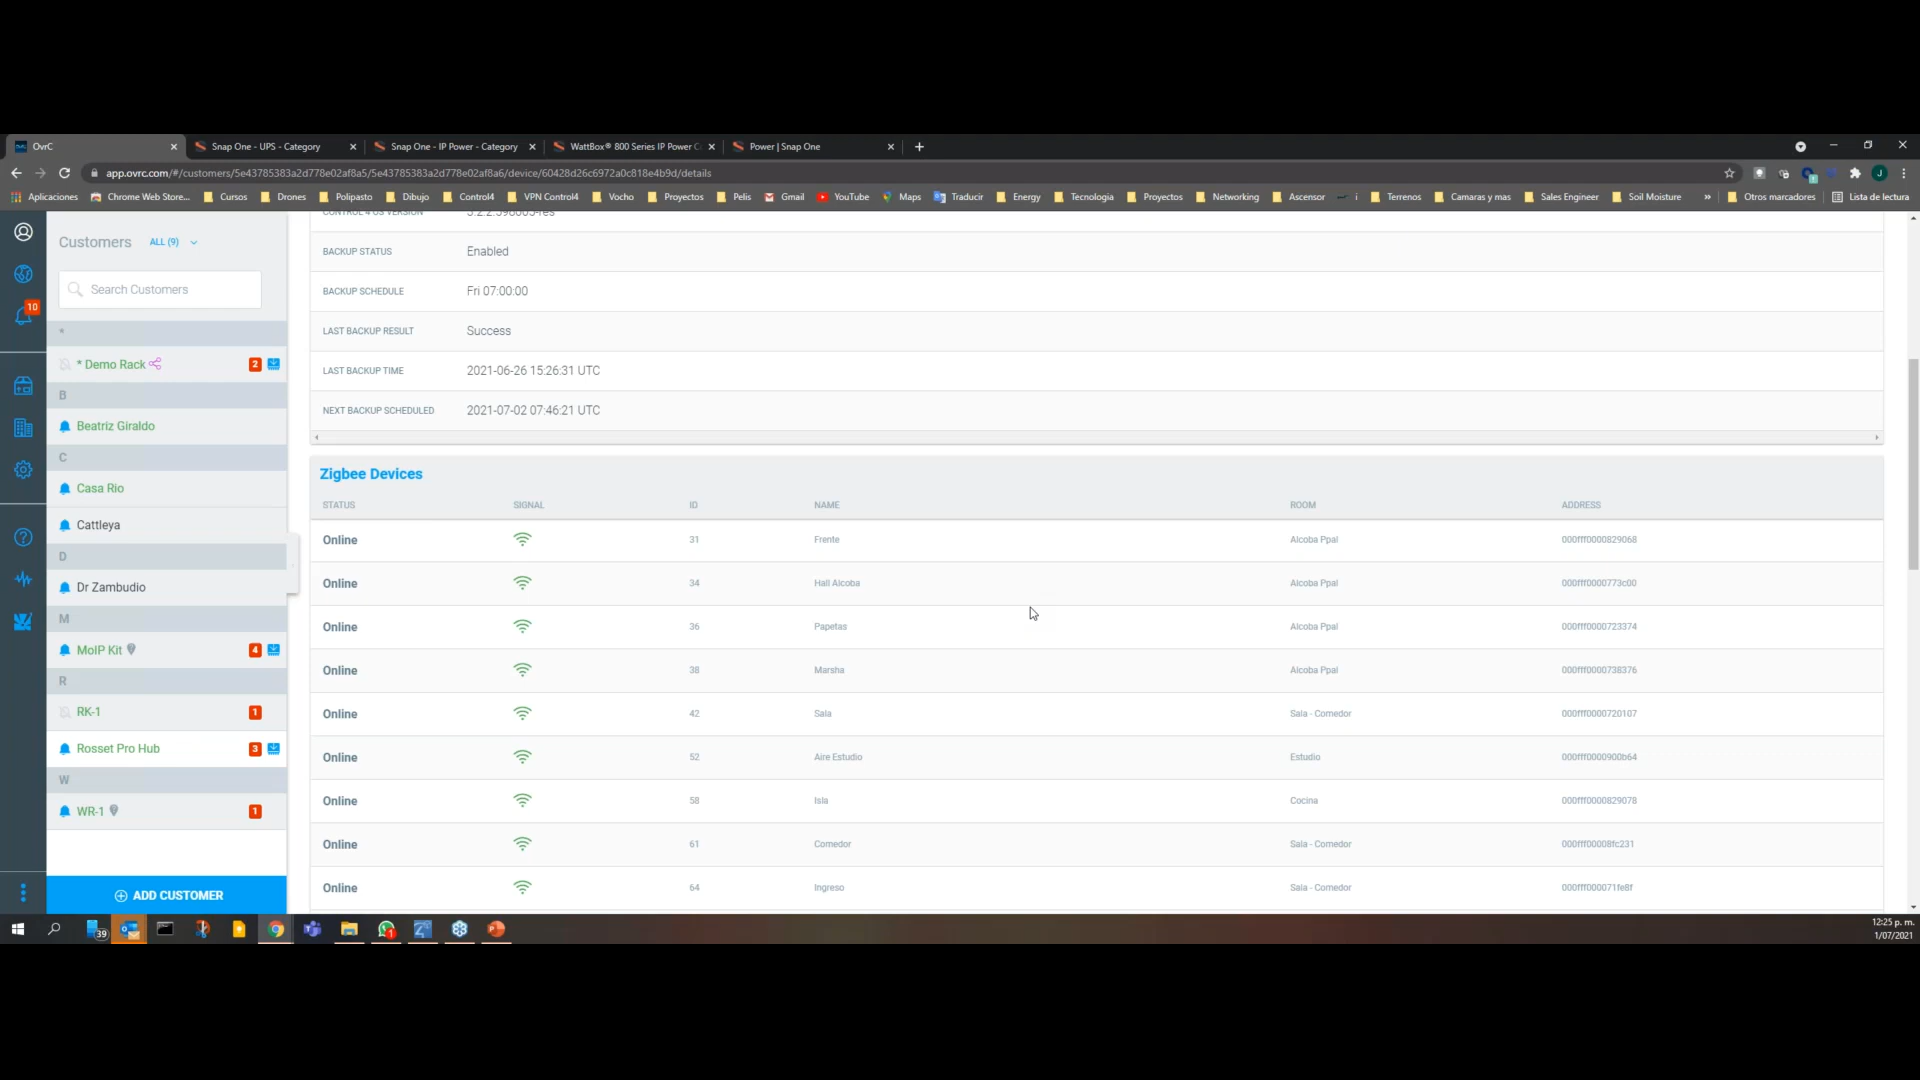 OvrC
Snap One - UPS - Category
Snap One - IP Power - Category
WattBox® 800 Series IP Power C
Power | Snap One
app.ovrc.com/#/customers/5e43785383a2d778e02af8a5/5e43785383a2d778e02af8a6/device/60428d26c6972a0c818e4b9d/details
Aplicaciones
Chrome Web Store...
Cursos
Drones
Polipasto
Dibujo
Control4
VPN Control4
Vocho
Proyectos
Pelis
Gmail
YouTube
Maps
Traducir
Energy
Tecnologia
Proyectos
Networking
Ascensor
i
Terrenos
Camaras y mas
Sales Engineer
Soil Moisture
»
Otros marcadores
Lista de lectura
Customers ALL (9)
Search Customers
10
*
* Demo Rack 2
B
Beatriz Giraldo
C
Casa Rio
Cattleya
D
Dr Zambudio
M
MoIP Kit 4
R
RK-1 1
Rosset Pro Hub 3
W
WR-1 1
ADD CUSTOMER
CONTROL 4 OS VERSION
BACKUP STATUS Enabled
BACKUP SCHEDULE Fri 07:00:00
LAST BACKUP RESULT Success
LAST BACKUP TIME 2021-06-26 15:26:31 UTC
NEXT BACKUP SCHEDULED 2021-07-02 07:46:21 UTC
Zigbee Devices
STATUS SIGNAL ID NAME ROOM ADDRESS
Online 31 Frente Alcoba Ppal 000fff0000829068
Online 34 Hall Alcoba Alcoba Ppal 000fff0000773c00
Online 36 Papetas Alcoba Ppal 000fff0000723374
Online 38 Marsha Alcoba Ppal 000fff0000738376
Online 42 Sala Sala - Comedor 000fff0000720107
Online 52 Aire Estudio Estudio 000fff0000900b64
Online 58 Isla Cocina 000fff0000829078
Online 61 Comedor Sala - Comedor 000fff00008fc231
Online 64 Ingreso Sala - Comedor 000fff000071fe8f
39
1
12:25 p. m.
1/07/2021